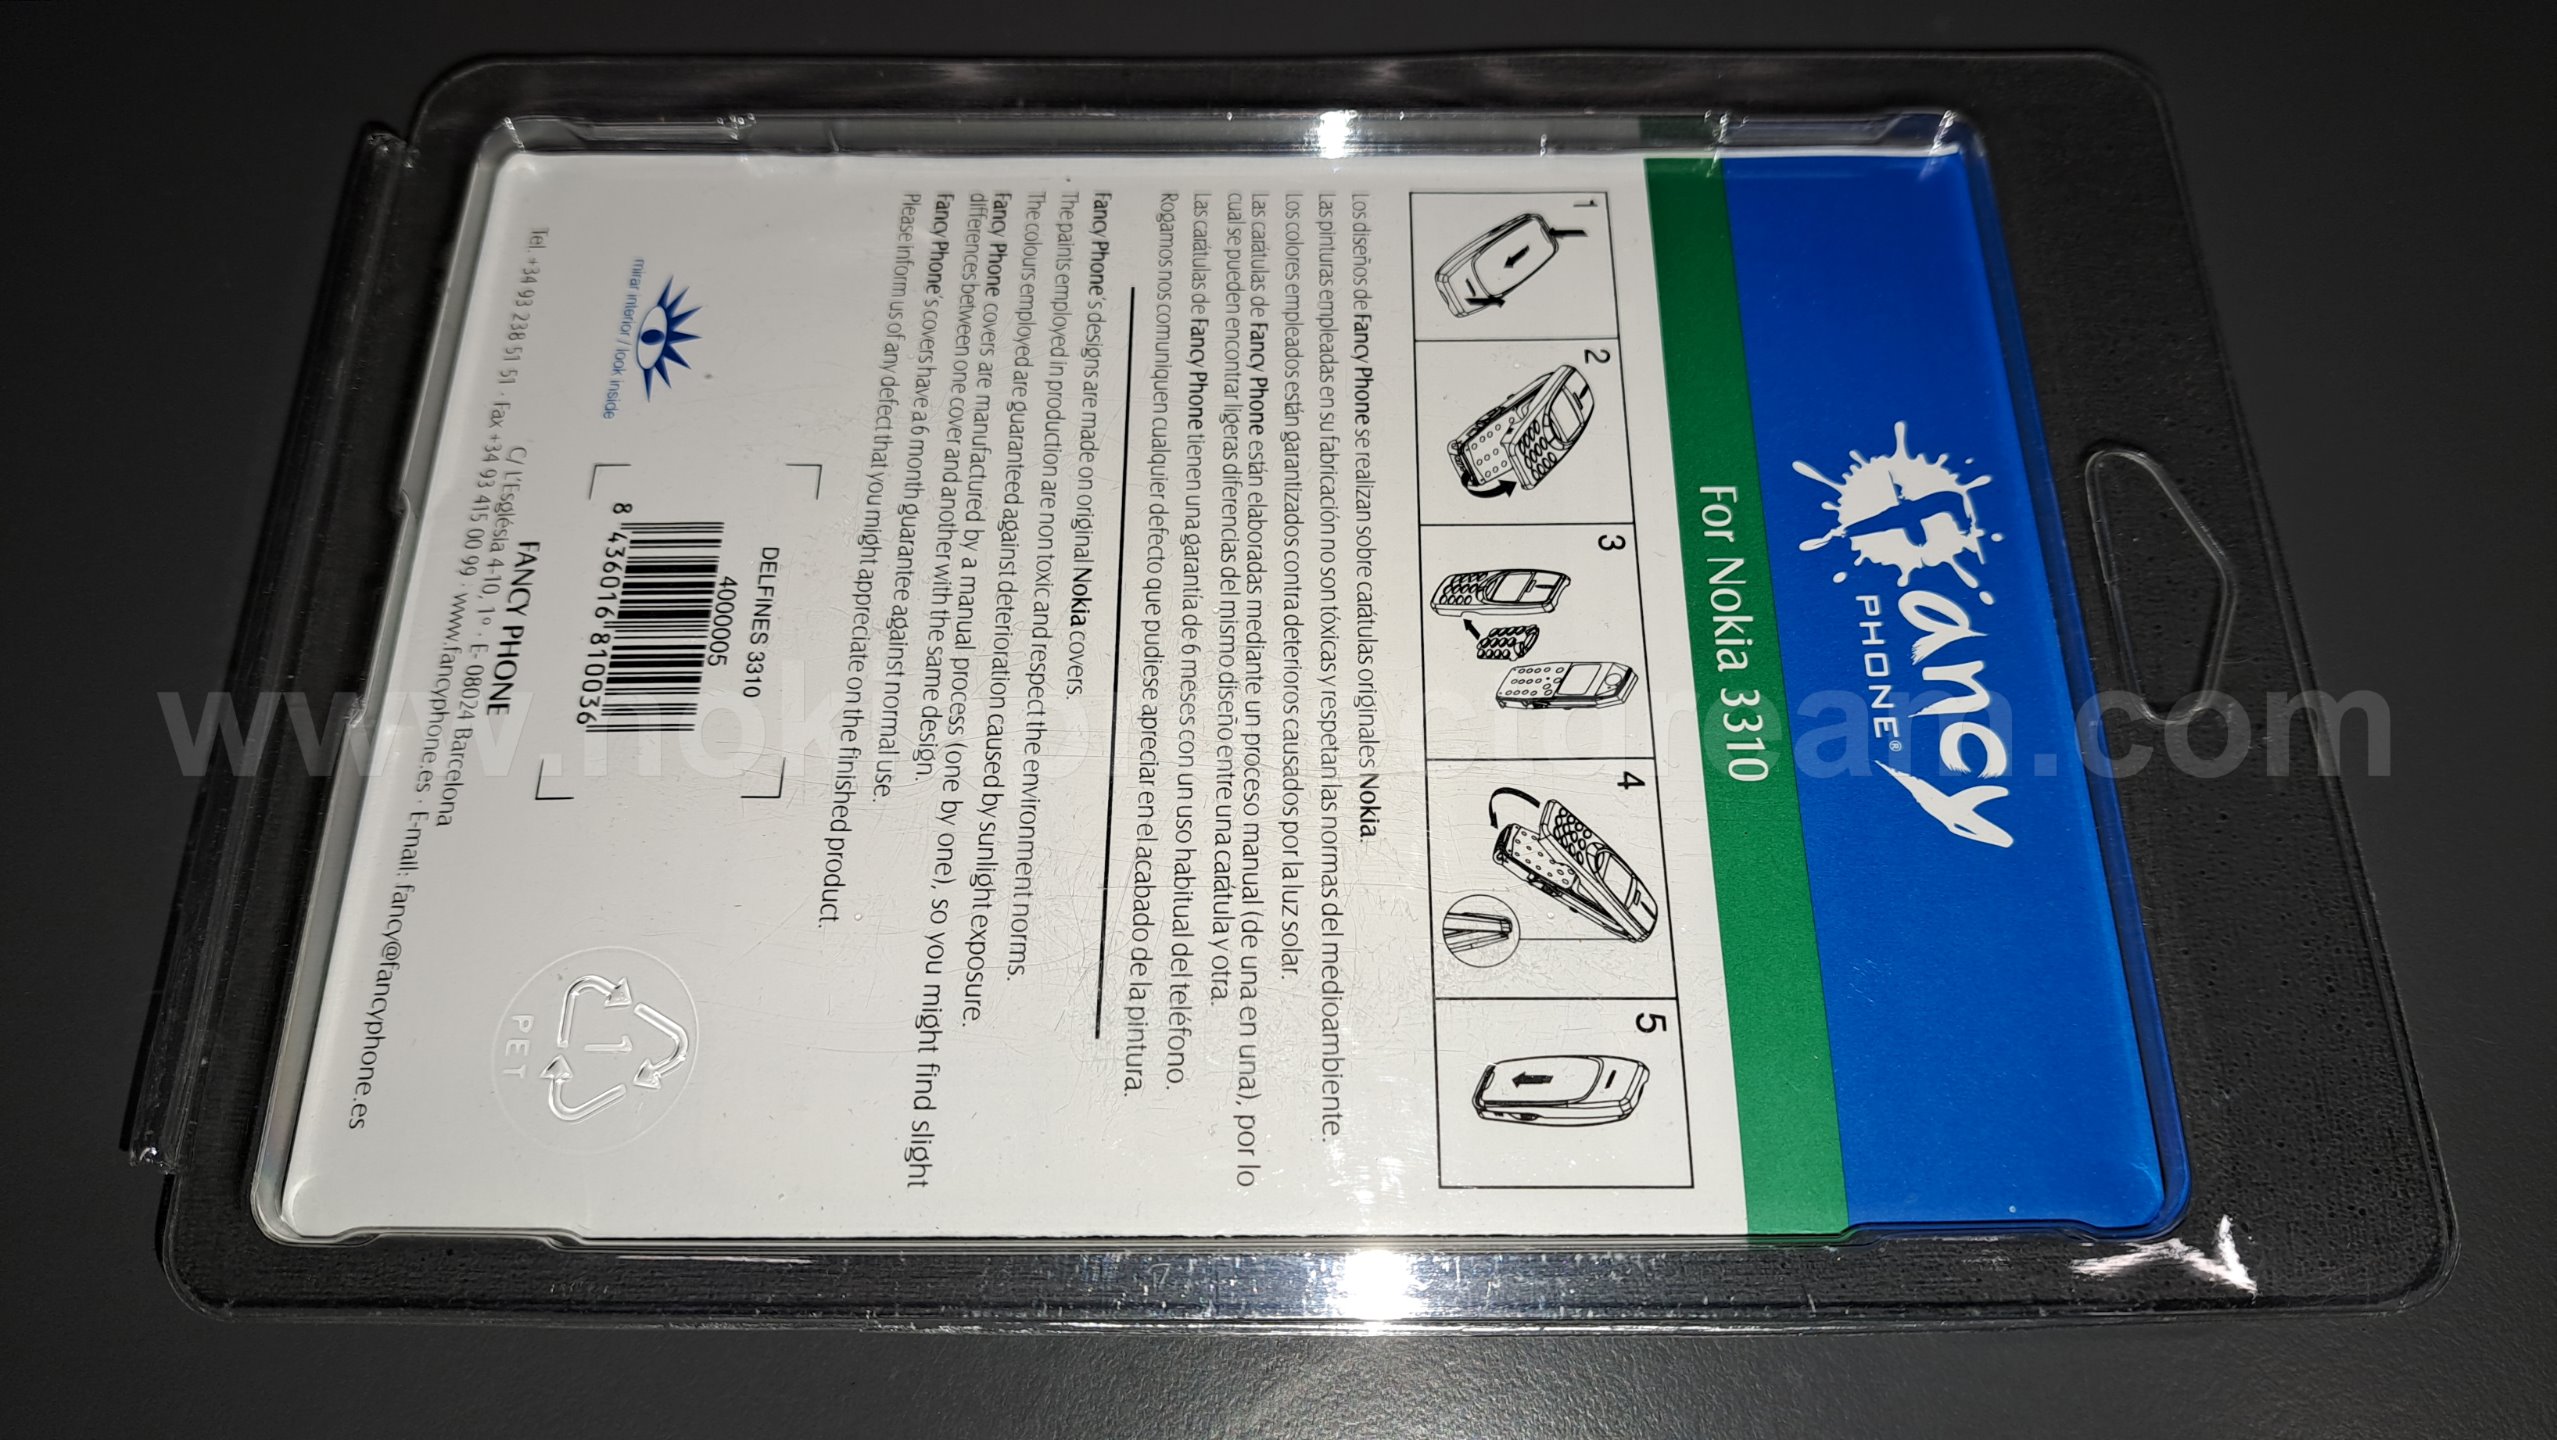 Fancy
PHONE®
For Nokia 3310
1
2
3
4
5
Los diseños de Fancy Phone se realizan sobre carátulas originales Nokia.
Las pinturas empleadas en su fabricación no son tóxicas y respetan las normas del medioambiente.
Los colores empleados están garantizados contra deterioros causados por la luz solar.
Las carátulas de Fancy Phone están elaboradas mediante un proceso manual (de una en una), por lo
cual se pueden encontrar ligeras diferencias del mismo diseño entre una carátula y otra.
Las carátulas de Fancy Phone tienen una garantía de 6 meses con un uso habitual del teléfono.
Rogamos nos comuniquen cualquier defecto que pudiese apreciar en el acabado de la pintura.
Fancy Phone's designs are made on original Nokia covers.
The paints employed in production are non toxic and respect the environment norms.
The colours employed are guaranteed against deterioration caused by sunlight exposure.
Fancy Phone covers are manufactured by a manual process (one by one), so you might find slight
differences between one cover and another with the same design.
Fancy Phone's covers have a 6 month guarantee against normal use.
Please inform us of any defect that you might appreciate on the finished product.
mirar interior / look inside
DELFINES 3310
4000005
8 436016 810036
1
PET
FANCY PHONE
C/ L'Església 4-10, 1º · E- 08024 Barcelona
Tel. +34 93 238 51 51 · Fax +34 93 415 00 99 · www.fancyphone.es · E-mail: fancy@fancyphone.es